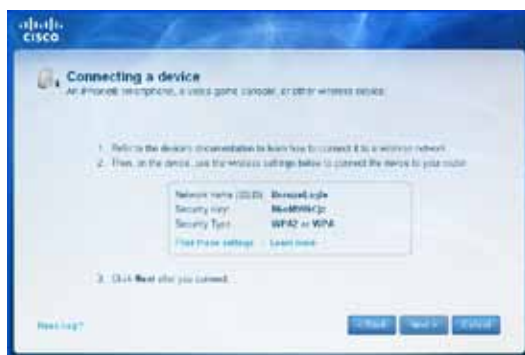 cisco
Connecting a device
An iPhone® smartphone, a video game console, or other wireless device
1. Refer to the device's documentation to learn how to connect it to a wireless network.
2. Then, on the device, use the wireless settings below to connect the device to your router
Network name (SSID):
Security Key:
Security Type: WPA2 or WPA
Print these settings Learn more
3. Click Next after you connect.
Need help?
< Back Next > Cancel